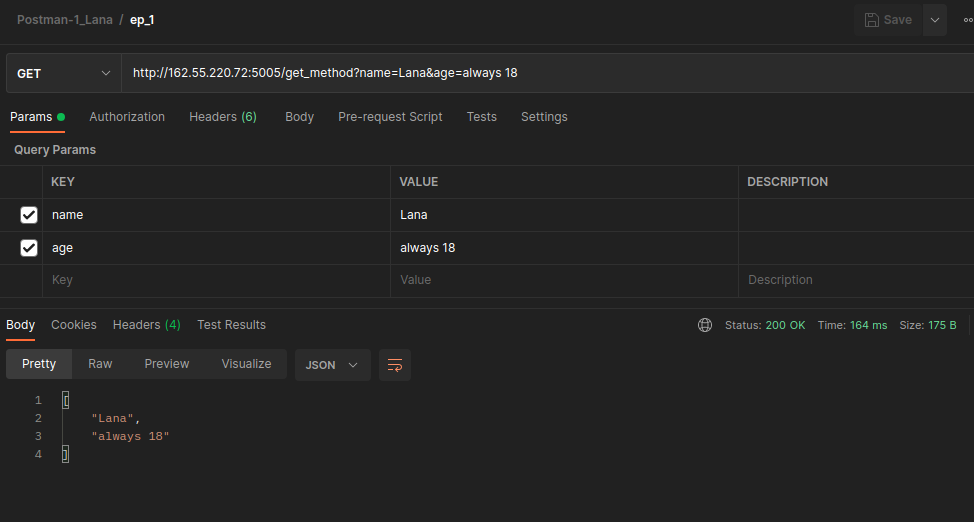 Postman-1_Lana / ep_1 Save
GET http://162.55.220.72:5005/get_method?name=Lana&age=always 18
Params Authorization Headers (6) Body Pre-request Script Tests Settings
Query Params
KEY VALUE DESCRIPTION
name Lana
age always 18
Key Value Description
Body Cookies Headers (4) Test Results Status: 200 OK Time: 164 ms Size: 175 B
Pretty Raw Preview Visualize JSON
1 [
2 "Lana",
3 "always 18"
4 ]